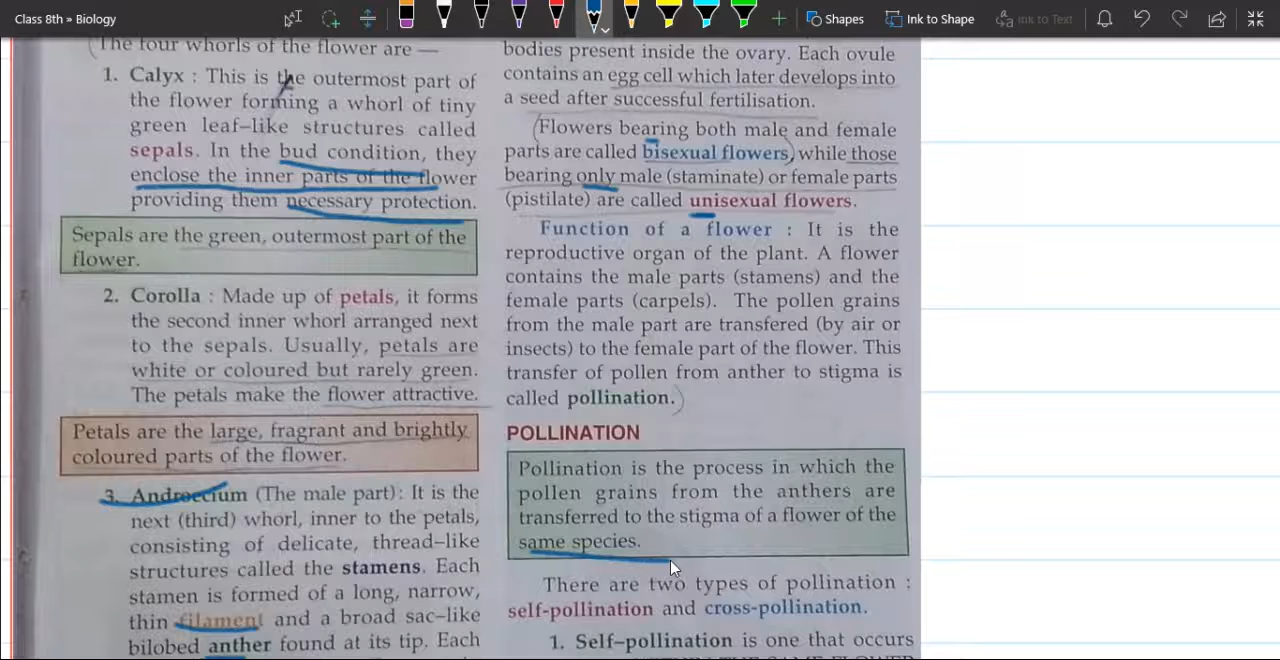 Class 8th » Biology
Shapes
Ink to Shape
Ink to Text
The four whorls of the flower are —
1. Calyx : This is the outermost part of
the flower forming a whorl of tiny
green leaf–like structures called
sepals. In the bud condition, they
enclose the inner parts of the flower
providing them necessary protection.
Sepals are the green, outermost part of the
flower.
2. Corolla : Made up of petals, it forms
the second inner whorl arranged next
to the sepals. Usually, petals are
white or coloured but rarely green.
The petals make the flower attractive.
Petals are the large, fragrant and brightly
coloured parts of the flower.
3. Androecium (The male part): It is the
next (third) whorl, inner to the petals,
consisting of delicate, thread–like
structures called the stamens. Each
stamen is formed of a long, narrow,
thin filament and a broad sac–like
bilobed anther found at its tip. Each
bodies present inside the ovary. Each ovule
contains an egg cell which later develops into
a seed after successful fertilisation.
Flowers bearing both male and female
parts are called bisexual flowers, while those
bearing only male (staminate) or female parts
(pistilate) are called unisexual flowers.
Function of a flower : It is the
reproductive organ of the plant. A flower
contains the male parts (stamens) and the
female parts (carpels). The pollen grains
from the male part are transfered (by air or
insects) to the female part of the flower. This
transfer of pollen from anther to stigma is
called pollination.
POLLINATION
Pollination is the process in which the
pollen grains from the anthers are
transferred to the stigma of a flower of the
same species.
There are two types of pollination :
self-pollination and cross-pollination.
1. Self–pollination is one that occurs